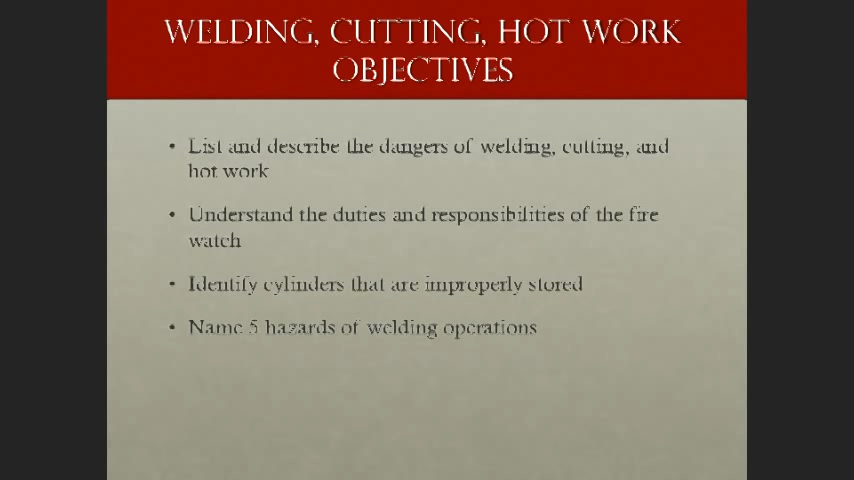 WELDING, CUTTING, HOT WORK
OBJECTIVES
• List and describe the dangers of welding, cutting, and
hot work
• Understand the duties and responsibilities of the fire
watch
• Identify cylinders that are improperly stored
• Name 5 hazards of welding operations